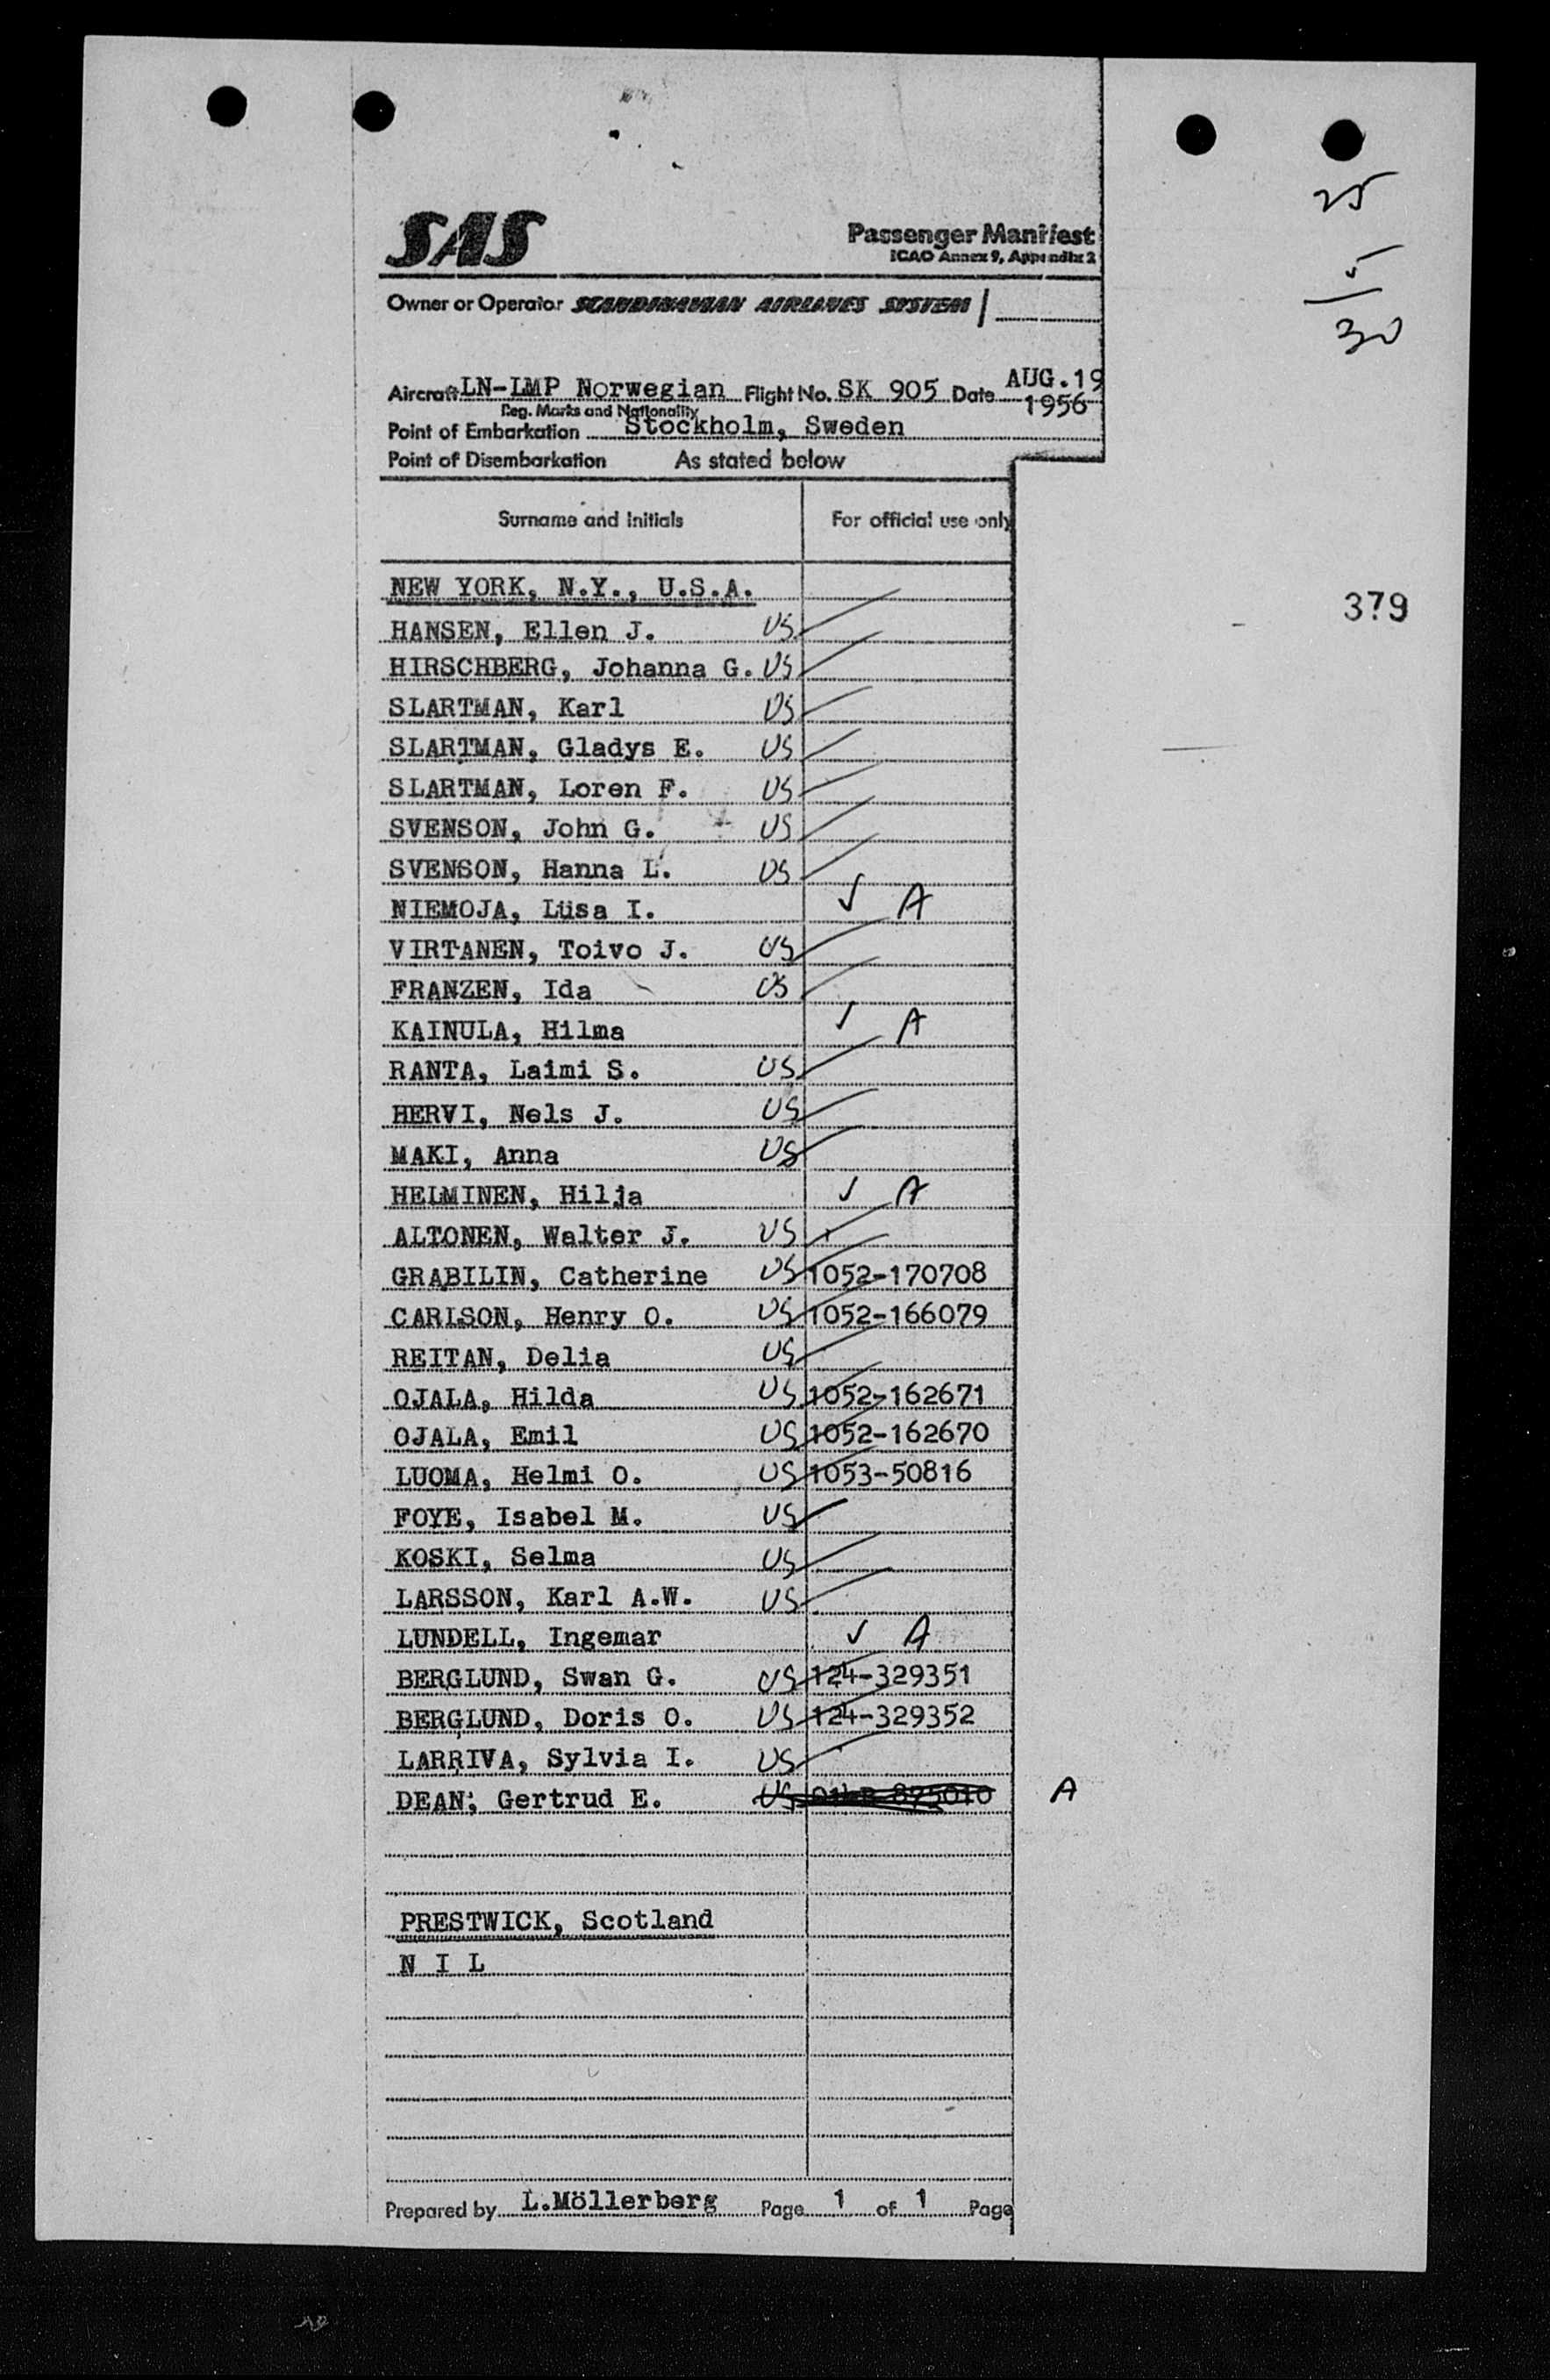 25
5
30
SAS
Passenger Manifest
ICAO Annex 9, Appendix 2
Owner or Operator SCANDINAVIAN AIRLINES SYSTEM
Aircraft LN-LMP Norwegian Flight No. SK 905 Date AUG.19 1956
Reg. Marks and Nationality
Point of Embarkation Stockholm, Sweden
Point of Disembarkation As stated below
Surname and Initials For official use only
NEW YORK, N.Y., U.S.A.
379
HANSEN, Ellen J. US
HIRSCHBERG, Johanna G. US
SLARTMAN, Karl US
SLARTMAN, Gladys E. US
SLARTMAN, Loren F. US
SVENSON, John G. US
SVENSON, Hanna L. US
NIEMOJA, Liisa I. ✓ A
VIRTANEN, Toivo J. US
FRANZEN, Ida US
KAINULA, Hilma ✓ A
RANTA, Laimi S. US
HERVI, Nels J. US
MAKI, Anna US
HELMINEN, Hilja ✓ A
ALTONEN, Walter J. US
GRABILIN, Catherine US 1052-170708
CARLSON, Henry O. US 1052-166079
REITAN, Delia US
OJALA, Hilda US 1052-162671
OJALA, Emil US 1052-162670
LUOMA, Helmi O. US 1053-50816
FOYE, Isabel M. US
KOSKI, Selma US
LARSSON, Karl A.W. US
LUNDELL, Ingemar ✓ A
BERGLUND, Swan G. US 124-329351
BERGLUND, Doris O. US 124-329352
LARRIVA, Sylvia I. US
DEAN, Gertrud E. US A
PRESTWICK, Scotland
N I L
Prepared by L.Möllerberg Page 1 of 1 Page